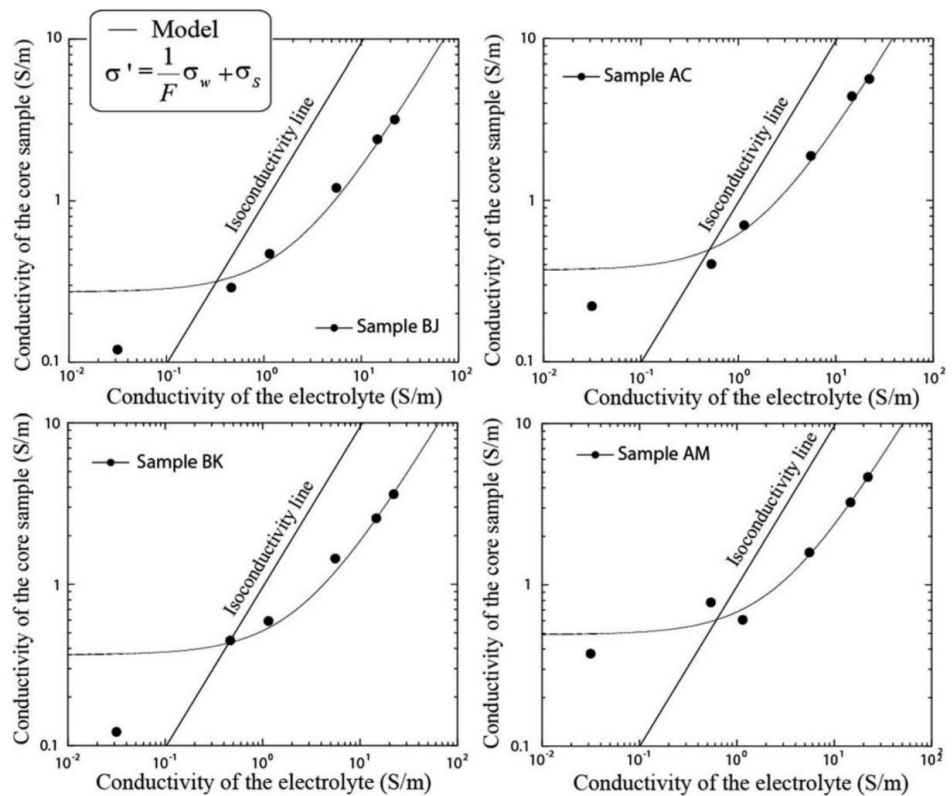 — Model
σ' = 1/F σw + σs
Conductivity of the core sample (S/m)
10
1
0.1
Isoconductivity line
Sample BJ
10⁻² 10⁻¹ 10⁰ 10¹ 10²
Conductivity of the electrolyte (S/m)
Conductivity of the core sample (S/m)
10
1
0.1
Sample AC
Isoconductivity line
10⁻² 10⁻¹ 10⁰ 10¹ 10²
Conductivity of the electrolyte (S/m)
Conductivity of the core sample (S/m)
10
1
0.1
Sample BK
Isoconductivity line
10⁻² 10⁻¹ 10⁰ 10¹ 10²
Conductivity of the electrolyte (S/m)
Conductivity of the core sample (S/m)
10
1
0.1
Sample AM
Isoconductivity line
10⁻² 10⁻¹ 10⁰ 10¹ 10²
Conductivity of the electrolyte (S/m)